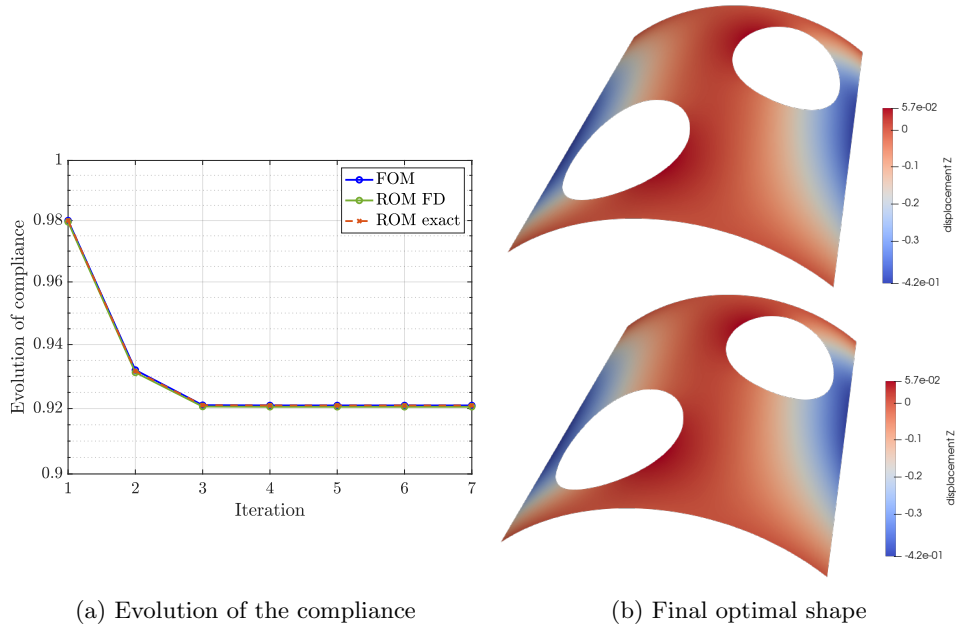 1
0.98
0.96
0.94
0.92
0.9
Evolution of compliance
FOM
ROM FD
ROM exact
1 2 3 4 5 6 7
Iteration
5.7e-02
0
-0.1
-0.2
-0.3
-4.2e-01
displacement Z
5.7e-02
0
-0.1
-0.2
-0.3
-4.2e-01
displacement Z
(a) Evolution of the compliance
(b) Final optimal shape